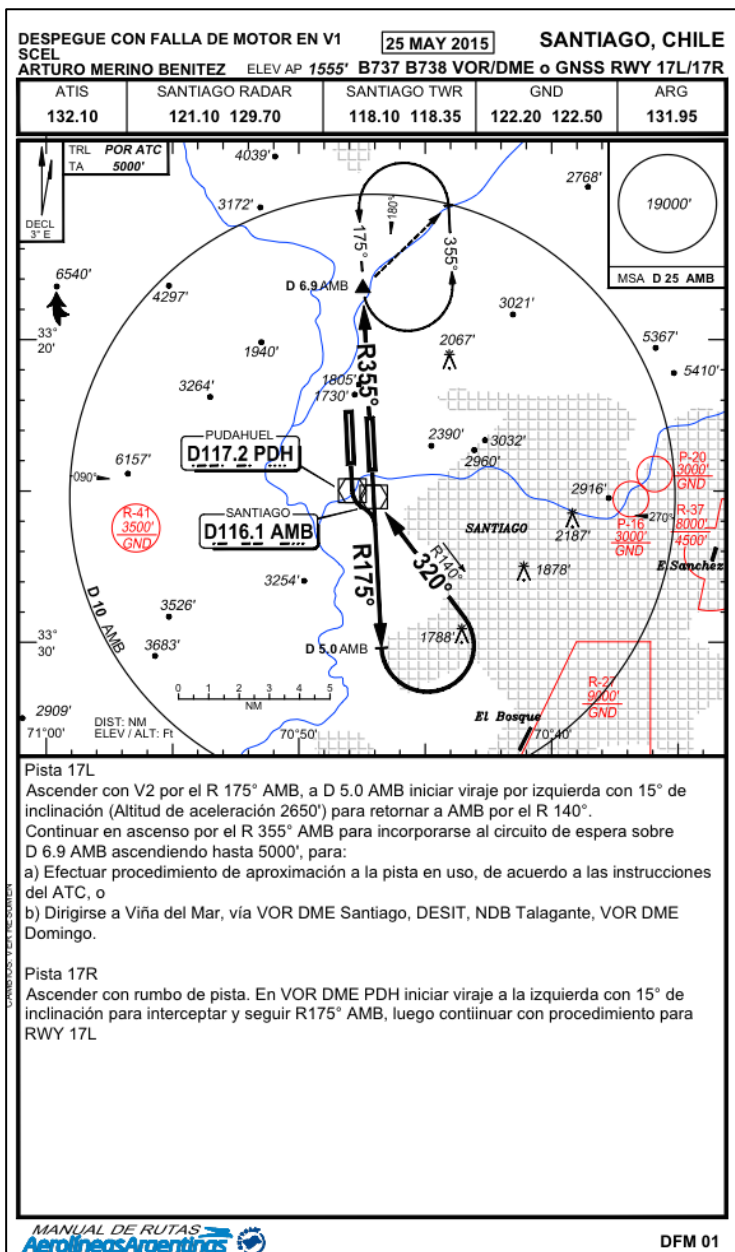 DESPEGUE CON FALLA DE MOTOR EN V1
25 MAY 2015
SANTIAGO, CHILE
SCEL
ARTURO MERINO BENITEZ ELEV AP 1555' B737 B738 VOR/DME o GNSS RWY 17L/17R
ATIS
132.10
SANTIAGO RADAR
121.10 129.70
SANTIAGO TWR
118.10 118.35
GND
122.20 122.50
ARG
131.95
TRL POR ATC
TA 5000'
DECL
3° E
4039'
2768'
19000'
MSA D 25 AMB
3172'
180°
175°
355°
6540'
4297'
D 6.9 AMB
3021'
33°
20'
1940'
2067'
5367'
5410'
R355°
1805'
1730'
3264'
2390'
3032'
2960'
PUDAHUEL
D117.2 PDH
P-20
3000'
GND
6157'
090°
2916'
R-41
3500'
GND
SANTIAGO
D116.1 AMB
SANTIAGO
2187'
P-16
3000'
GND
270°
R-37
8000'
4500'
E.Sanchez
R175°
R140°
320°
1878'
3254'
3526'
D 10 AMB
3683'
1788'
33°
30'
D 5.0 AMB
0 1 2 3 4 5
NM
R-27
9000'
GND
2909'
DIST: NM
ELEV / ALT: Ft
El Bosque
71°00'
70°50'
70°40'
Pista 17L
Ascender con V2 por el R 175° AMB, a D 5.0 AMB iniciar viraje por izquierda con 15° de
inclinación (Altitud de aceleración 2650') para retornar a AMB por el R 140°.
Continuar en ascenso por el R 355° AMB para incorporarse al circuito de espera sobre
D 6.9 AMB ascendiendo hasta 5000', para:
a) Efectuar procedimiento de aproximación a la pista en uso, de acuerdo a las instrucciones
del ATC, o
b) Dirigirse a Viña del Mar, vía VOR DME Santiago, DESIT, NDB Talagante, VOR DME
Domingo.
Pista 17R
Ascender con rumbo de pista. En VOR DME PDH iniciar viraje a la izquierda con 15° de
inclinación para interceptar y seguir R175° AMB, luego contiinuar con procedimiento para
RWY 17L
CAMBIOS: VER RESUMEN
MANUAL DE RUTAS
AerolíneasArgentinas
DFM 01